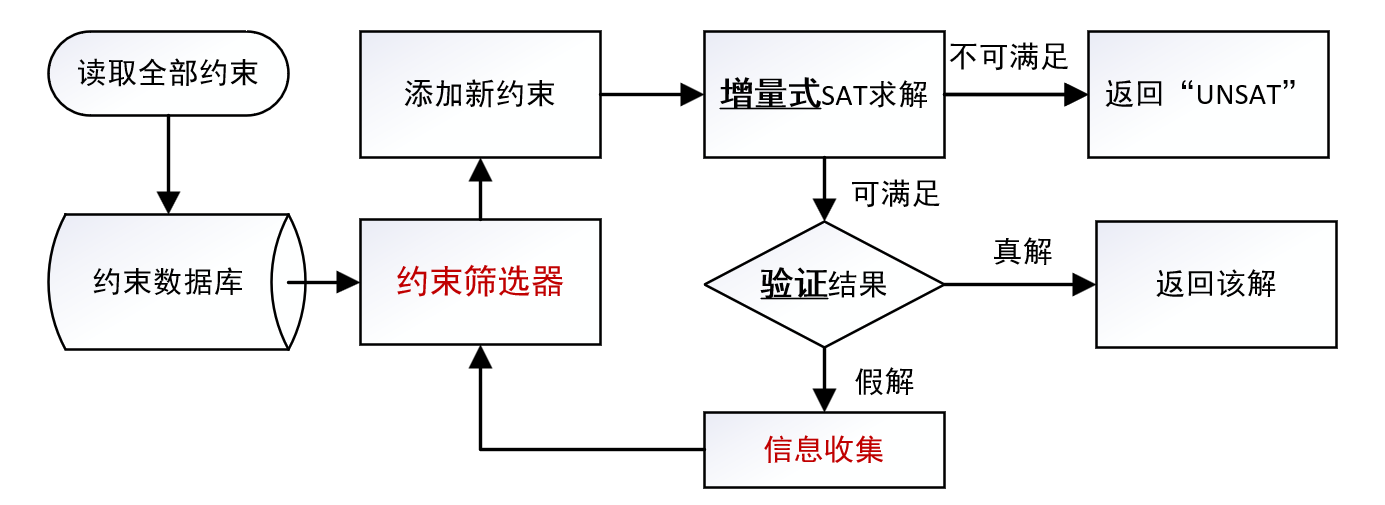 读取全部约束
添加新约束
增量式SAT求解
不可满足
返回“UNSAT”
可满足
约束数据库
约束筛选器
验证结果
真解
返回该解
假解
信息收集